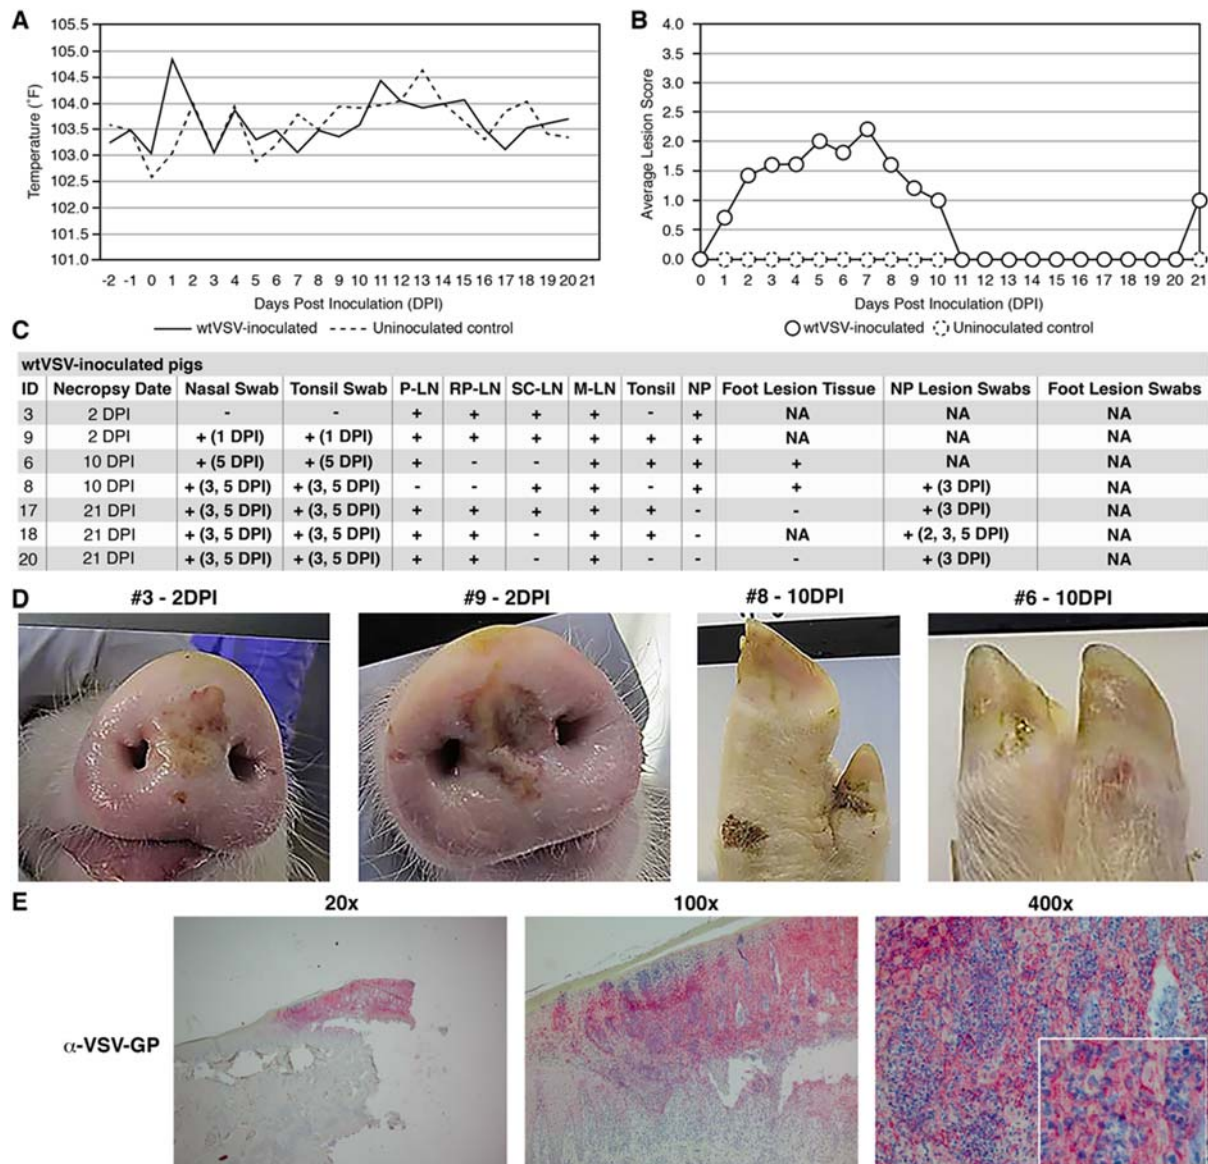 A
105.5
105.0
104.5
104.0
103.5
103.0
102.5
102.0
101.5
101.0
Temperature (°F)
-2 -1 0 1 2 3 4 5 6 7 8 9 10 11 12 13 14 15 16 17 18 19 20 21
Days Post Inoculation (DPI)
wtVSV-inoculated Uninoculated control
B
4.0
3.5
3.0
2.5
2.0
1.5
1.0
0.5
0.0
Average Lesion Score
0 1 2 3 4 5 6 7 8 9 10 11 12 13 14 15 16 17 18 19 20 21
Days Post Inoculation (DPI)
wtVSV-inoculated Uninoculated control
C
wtVSV-inoculated pigs
ID Necropsy Date Nasal Swab Tonsil Swab P-LN RP-LN SC-LN M-LN Tonsil NP Foot Lesion Tissue NP Lesion Swabs Foot Lesion Swabs
3 2 DPI - - + + + + - + NA NA NA
9 2 DPI + (1 DPI) + (1 DPI) + + + + + + NA NA NA
6 10 DPI + (5 DPI) + (5 DPI) + - - + + + + NA NA
8 10 DPI + (3, 5 DPI) + (3, 5 DPI) - - + + - + + + (3 DPI) NA
17 21 DPI + (3, 5 DPI) + (3, 5 DPI) + + + + + - - + (3 DPI) NA
18 21 DPI + (3, 5 DPI) + (3, 5 DPI) + + - + + - NA + (2, 3, 5 DPI) NA
20 21 DPI + (3, 5 DPI) + (3, 5 DPI) + + - + - - - + (3 DPI) NA
D
#3 - 2DPI #9 - 2DPI #8 - 10DPI #6 - 10DPI
E
20x 100x 400x
α-VSV-GP